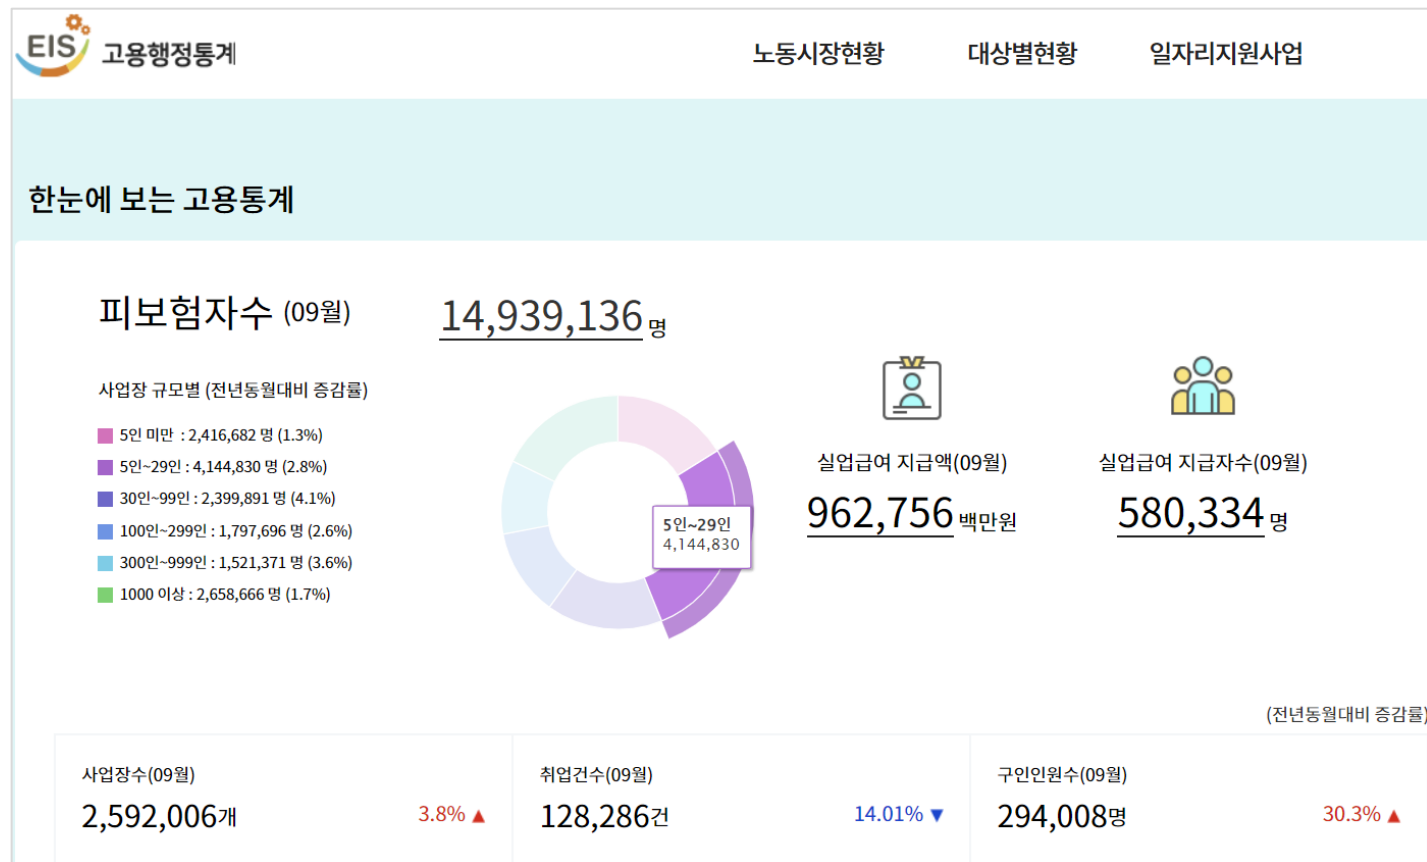 EIS 고용행정통계
노동시장현황 대상별현황 일자리지원사업
한눈에 보는 고용통계
피보험자수 (09월) 14,939,136 명
사업장 규모별 (전년동월대비 증감률)
5인 미만 : 2,416,682 명 (1.3%)
5인~29인 : 4,144,830 명 (2.8%)
30인~99인 : 2,399,891 명 (4.1%)
100인~299인 : 1,797,696 명 (2.6%)
300인~999인 : 1,521,371 명 (3.6%)
1000 이상 : 2,658,666 명 (1.7%)
5인~29인
4,144,830
실업급여 지급액(09월)
962,756 백만원
실업급여 지급자수(09월)
580,334 명
(전년동월대비 증감률)
사업장수(09월)
2,592,006개 3.8% ▲
취업건수(09월)
128,286건 14.01% ▼
구인인원수(09월)
294,008명 30.3% ▲